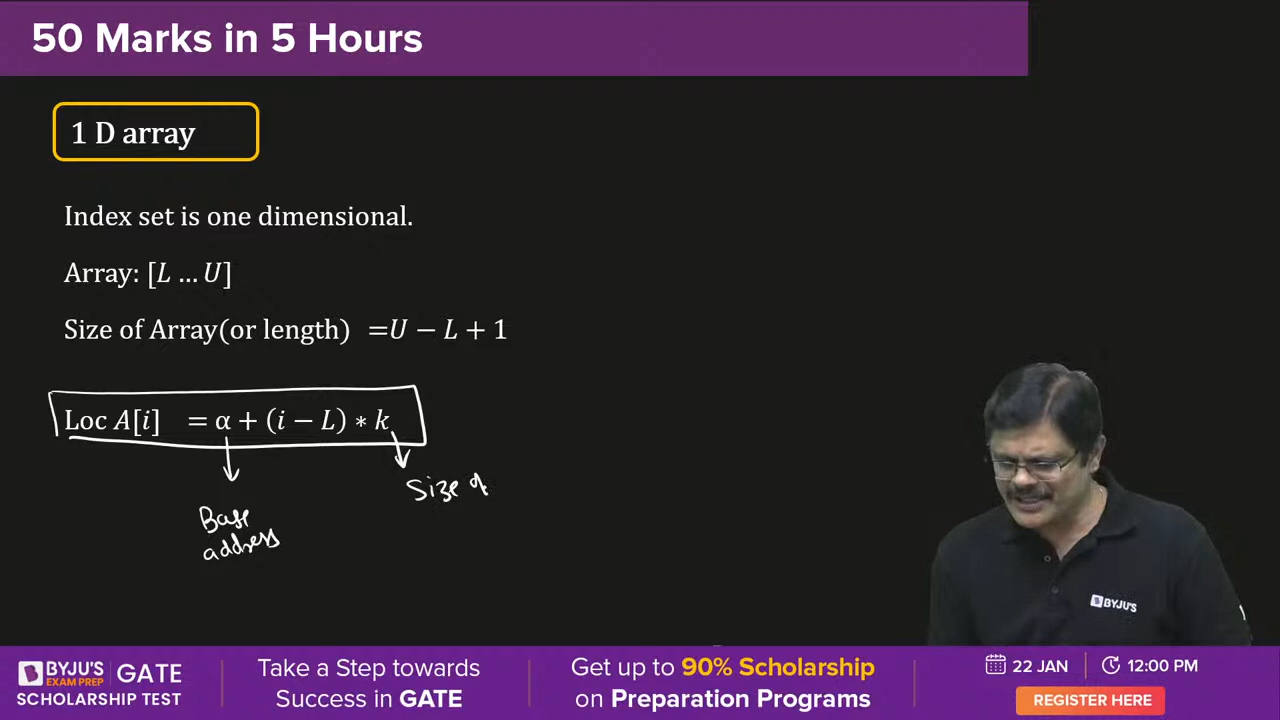 50 Marks in 5 Hours
1 D array
Index set is one dimensional.
Array: [L … U]
Size of Array(or length) =U − L + 1
Loc A[i] = α + (i − L) ∗ k
Size of
Base
address
BYJU'S
BYJU'S
EXAM PREP
GATE
SCHOLARSHIP TEST
Take a Step towards
Success in GATE
Get up to 90% Scholarship
on Preparation Programs
22 JAN
12:00 PM
REGISTER HERE